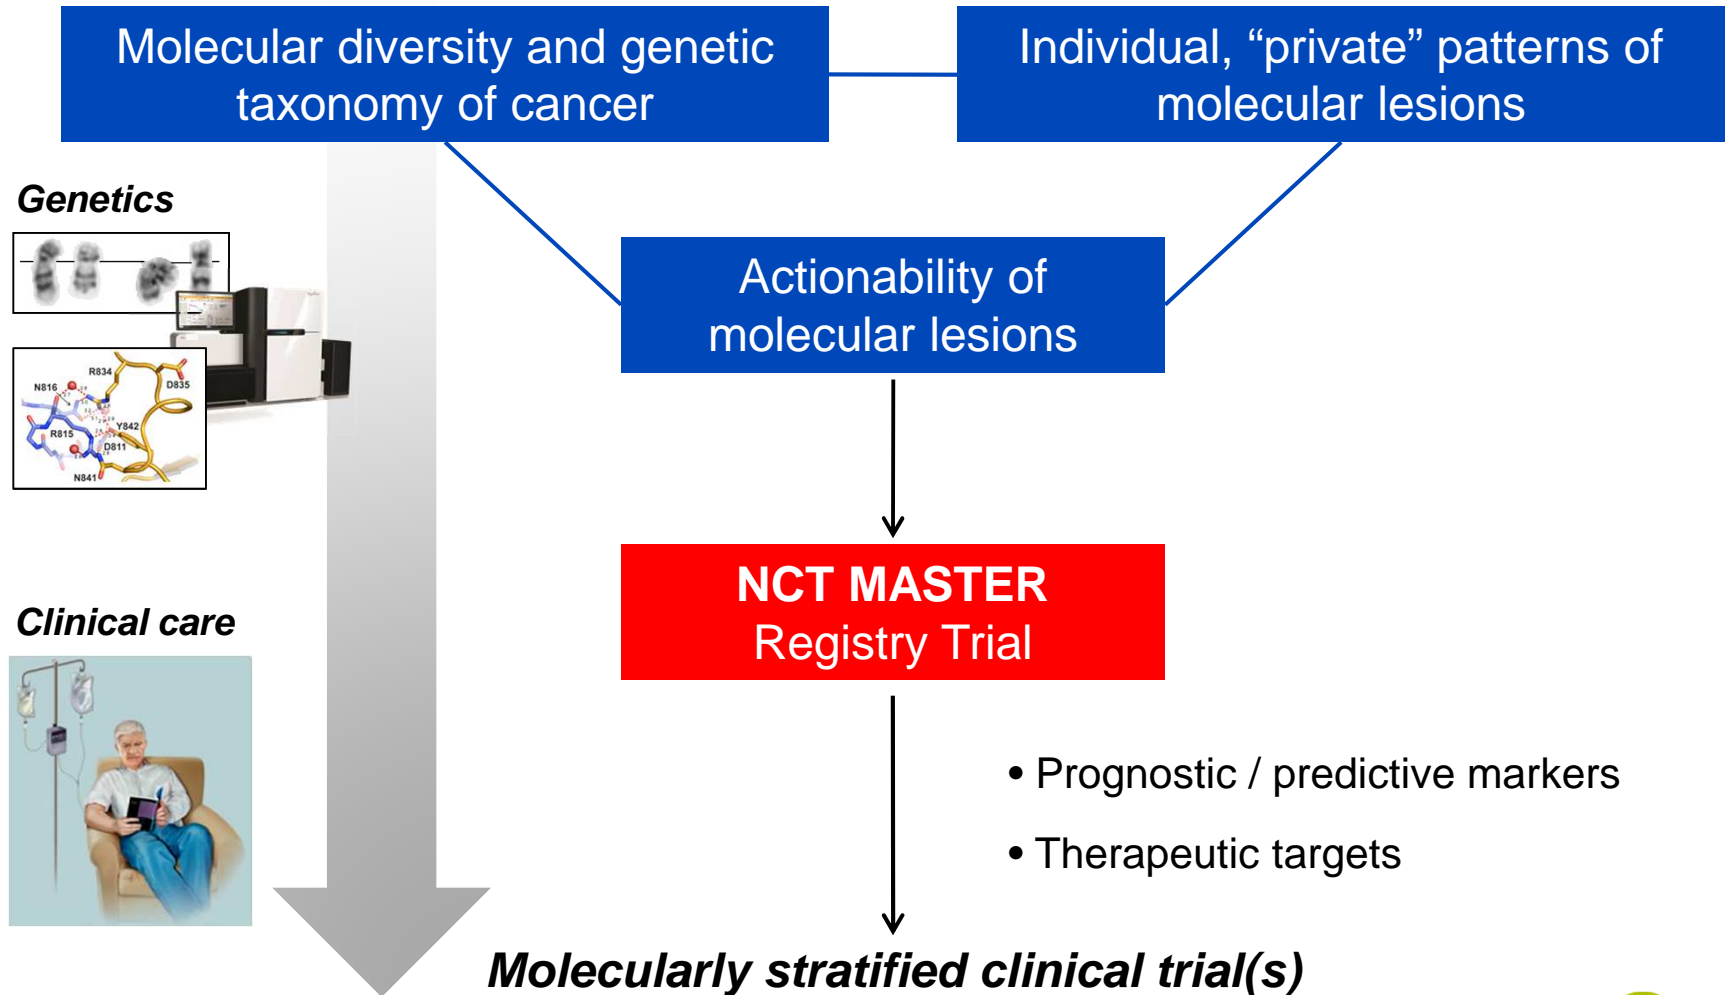 Molecular diversity and genetic
taxonomy of cancer
Individual, “private” patterns of
molecular lesions
Genetics
Actionability of
molecular lesions
R834
D835
N816
Y842
R815
D811
N841
NCT MASTER
Registry Trial
Clinical care
• Prognostic / predictive markers
• Therapeutic targets
Molecularly stratified clinical trial(s)